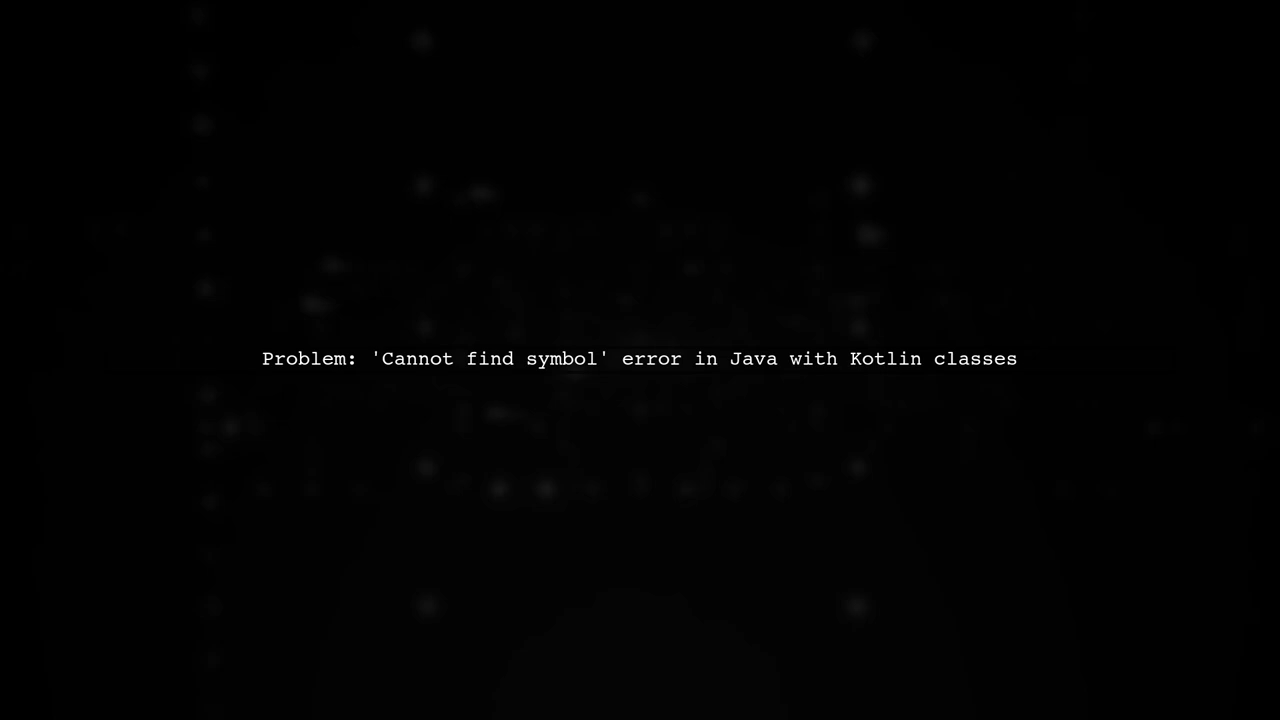 Problem: 'Cannot find symbol' error in Java with Kotlin classes